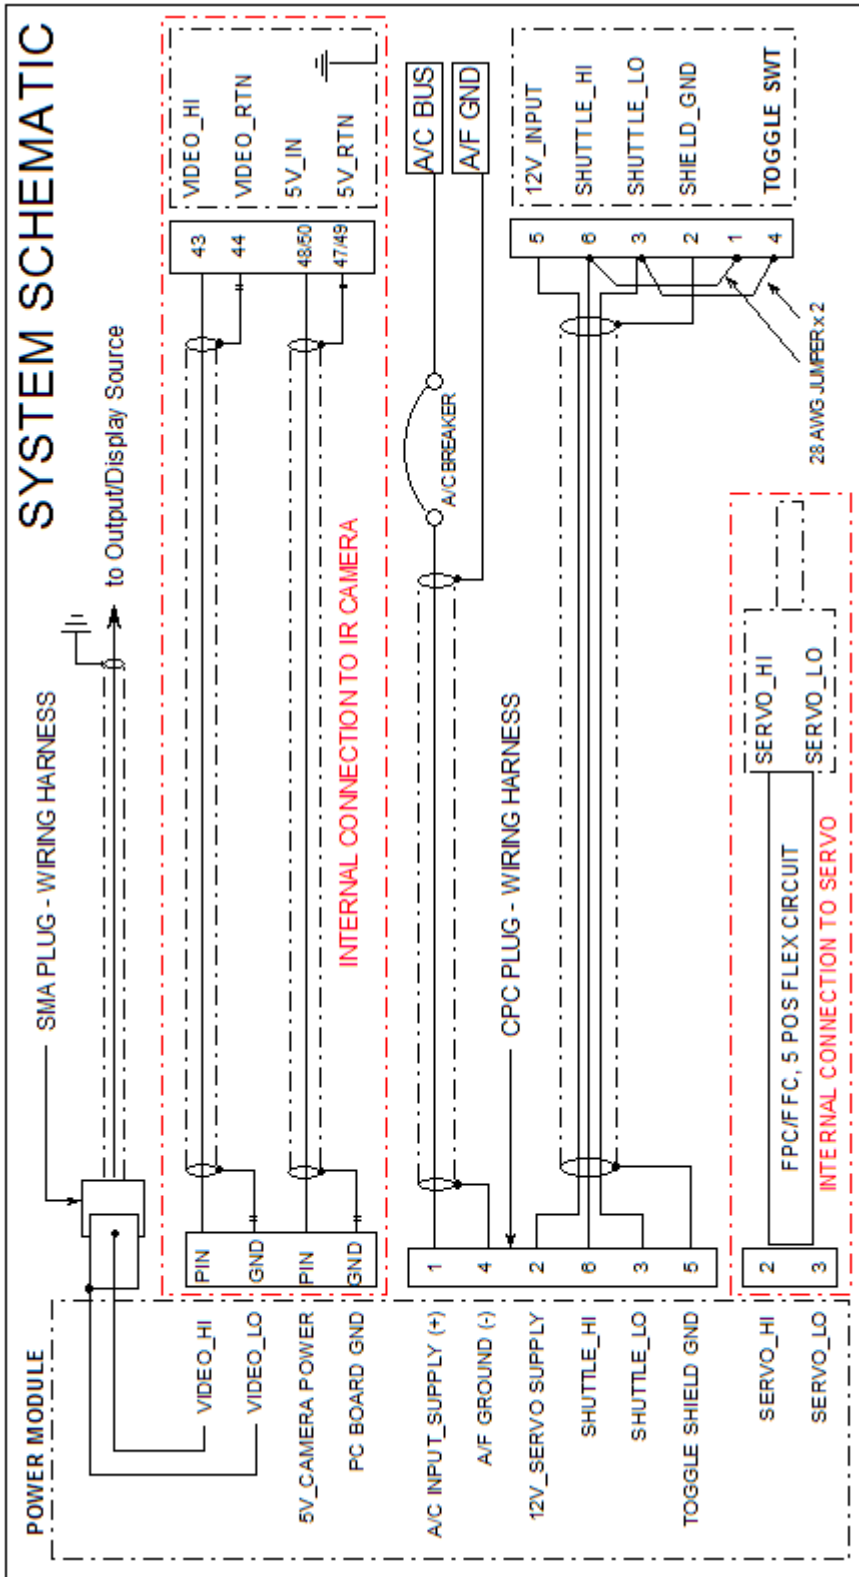 SYSTEM SCHEMATIC
POWER MODULE
SMA PLUG - WIRING HARNESS
to Output/Display Source
VIDEO_HI
VIDEO_LO
5V_CAMERA POWER
PC BOARD GND
PIN
GND
PIN
GND
43
44
48/50
47/49
VIDEO_HI
VIDEO_RTN
5V_IN
5V_RTN
INTERNAL CONNECTION TO IR CAMERA
A/C INPUT_SUPPLY (+)
A/F GROUND (-)
12V_SERVO SUPPLY
SHUTTLE_HI
SHUTTLE_LO
TOGGLE SHIELD GND
1
4
2
6
3
5
CPC PLUG - WIRING HARNESS
A/C BREAKER
A/C BUS
A/F GND
5
6
3
2
1
4
12V_INPUT
SHUTTLE_HI
SHUTTLE_LO
SHIELD_GND
TOGGLE SWT
28 AWG JUMPER x 2
SERVO_HI
SERVO_LO
2
3
FPC/FFC, 5 POS FLEX CIRCUIT
SERVO_HI
SERVO_LO
INTERNAL CONNECTION TO SERVO